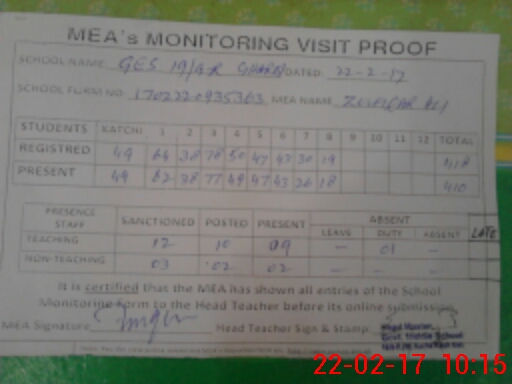 MEA's MONITORING VISIT PROOF
SCHOOL NAME GES 19/8-R DATED: 22-2-17
SCHOOL FORM NO 1702220935363 MEA NAME
STUDENTS KATCHI 1 2 3 4 5 6 7 8 9 10 11 12 TOTAL
REGISTRED 49 64 38 78 50 47 43 30 19 418
PRESENT 49 62 38 77 49 47 43 26 18 410
PRESENCE STAFF SANCTIONED POSTED PRESENT ABSENT LATE
LEAVE DUTY ABSENT
TEACHING 12 10 09 — 01 —
NON-TEACHING 03 02 02 — — —
It is certified that the MEA has shown all entries of the School
Monitoring form to the Head Teacher before its online submission
MEA Signature Head Teacher Sign & Stamp:
22-02-17 10:15